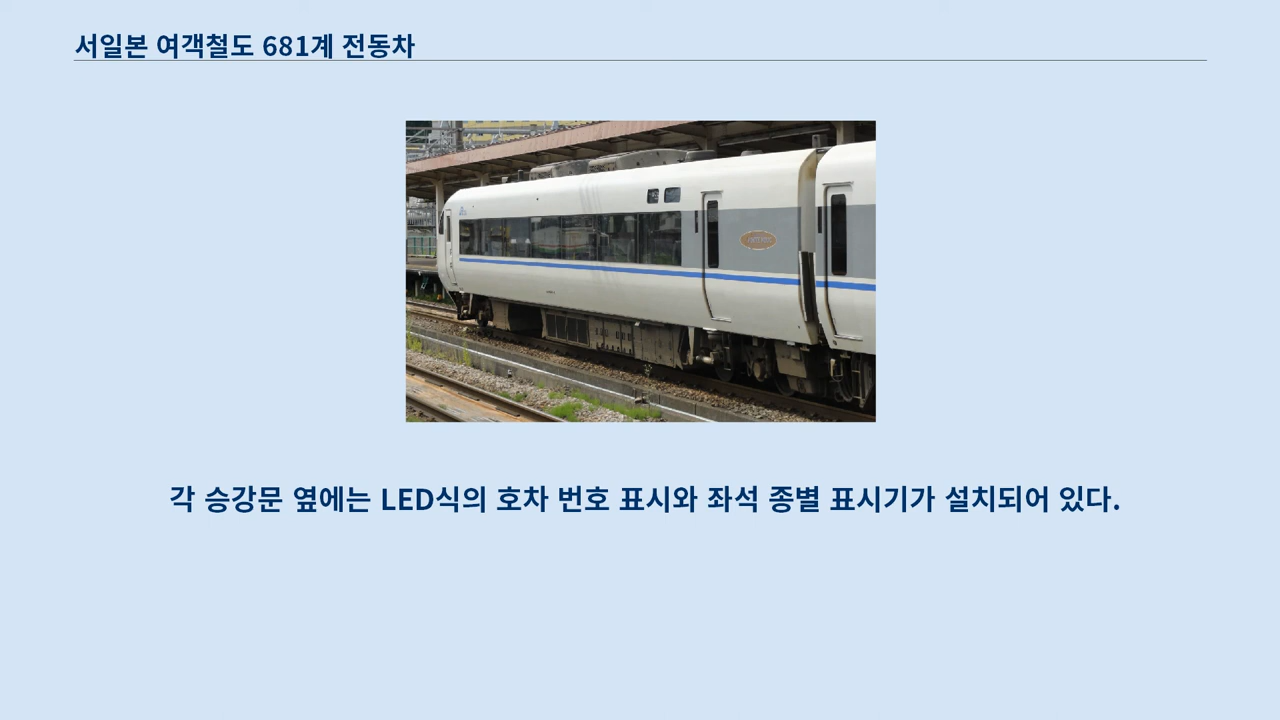 서일본 여객철도 681계 전동차
각 승강문 옆에는 LED식의 호차 번호 표시와 좌석 종별 표시기가 설치되어 있다.